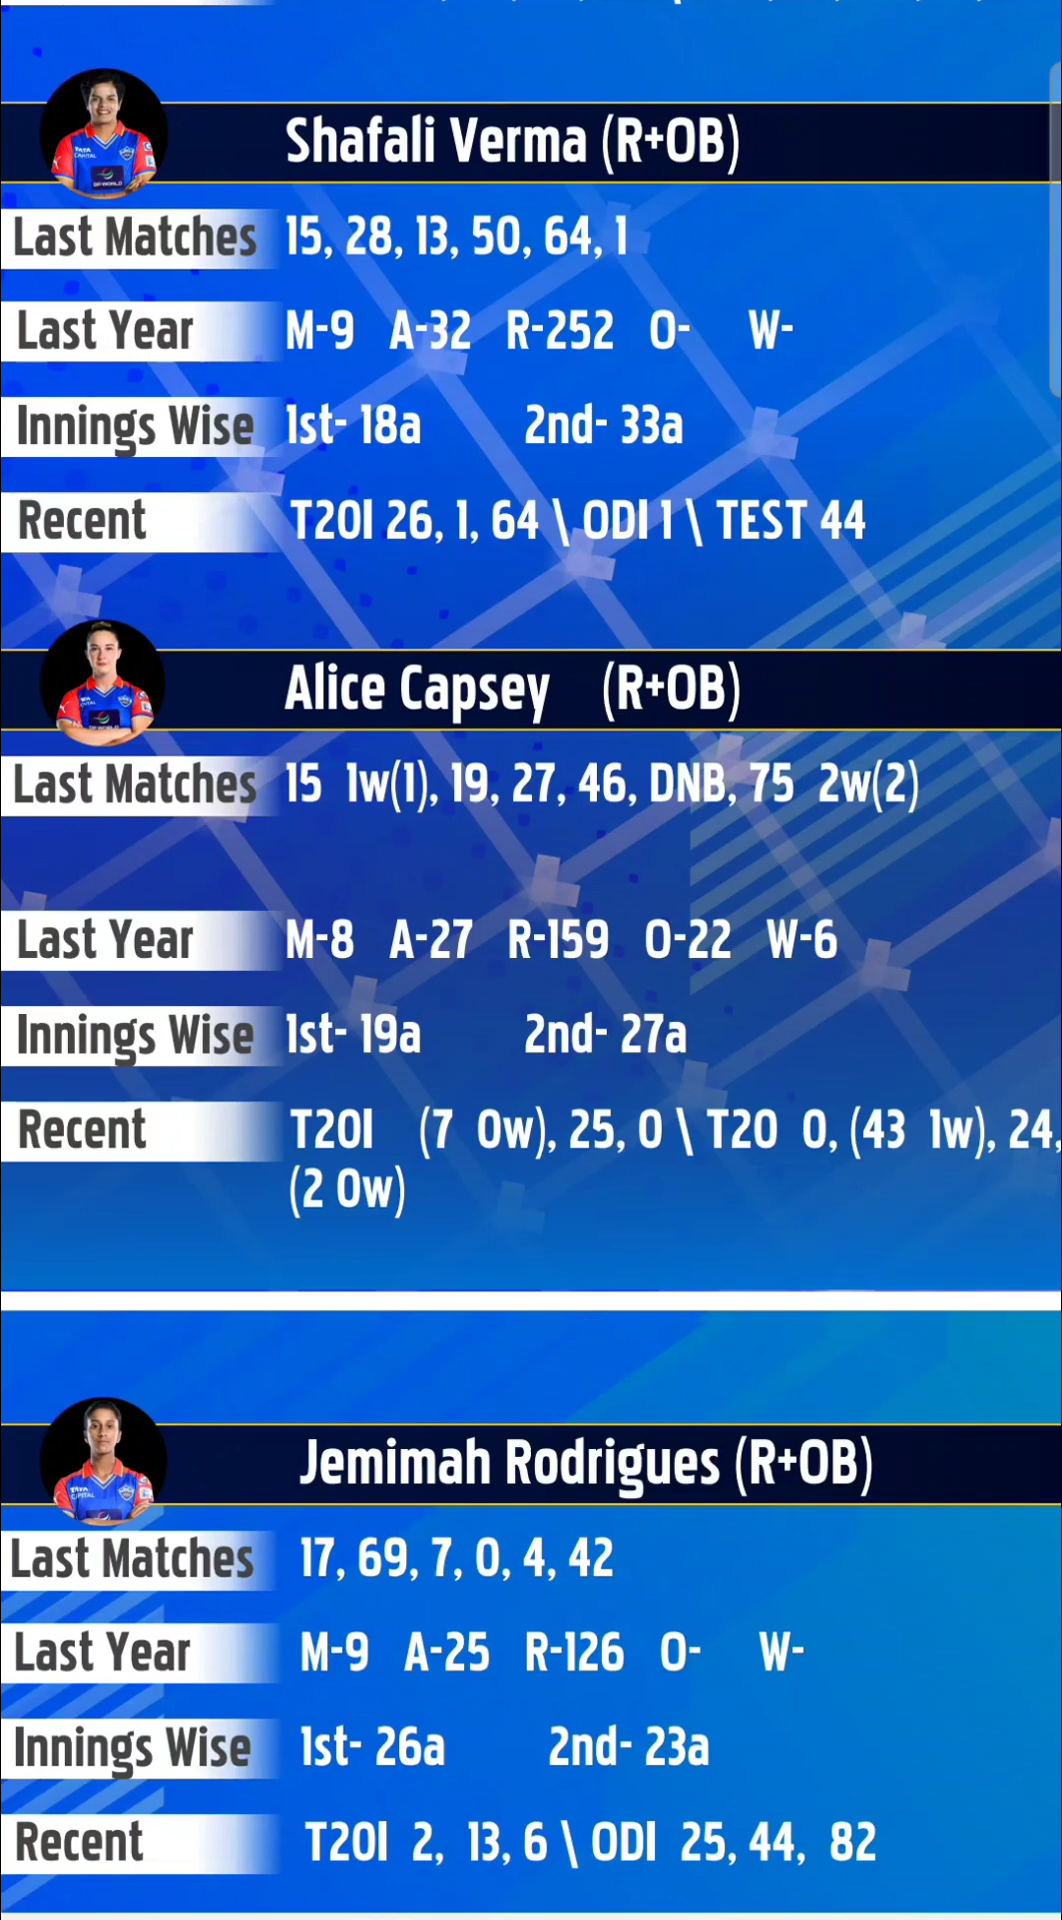 Shafali Verma (R+OB)
Last Matches 15, 28, 13, 50, 64, 1
Last Year M-9 A-32 R-252 O- W-
Innings Wise 1st- 18a 2nd- 33a
Recent T20I 26, 1, 64 \ ODI 1 \ TEST 44
Alice Capsey (R+OB)
Last Matches 15 1w(1), 19, 27, 46, DNB, 75 2w(2)
Last Year M-8 A-27 R-159 O-22 W-6
Innings Wise 1st- 19a 2nd- 27a
Recent T20I (7 0w), 25, 0 \ T20 0, (43 1w), 24,
(2 0w)
Jemimah Rodrigues (R+OB)
Last Matches 17, 69, 7, 0, 4, 42
Last Year M-9 A-25 R-126 O- W-
Innings Wise 1st- 26a 2nd- 23a
Recent T20I 2, 13, 6 \ ODI 25, 44, 82